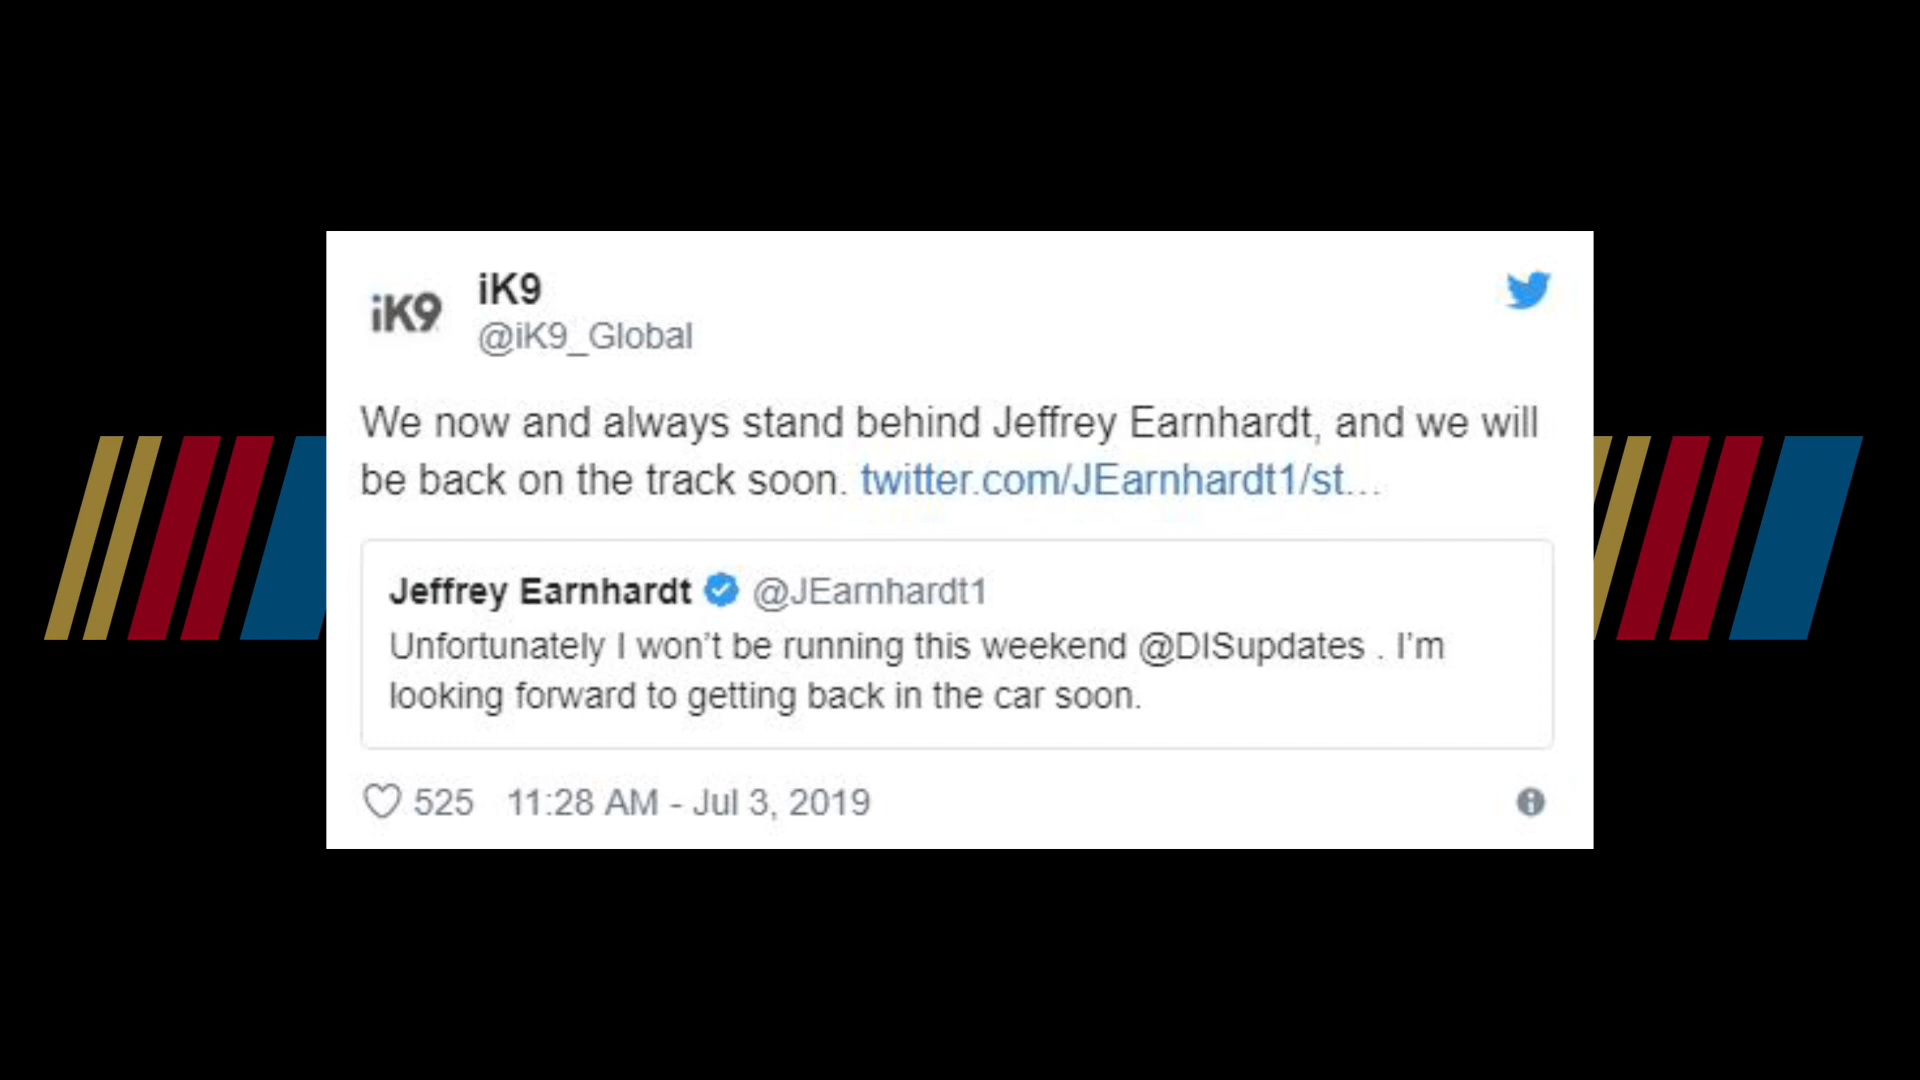 iK9
iK9
@iK9_Global
We now and always stand behind Jeffrey Earnhardt, and we will
be back on the track soon. twitter.com/JEarnhardt1/st…
Jeffrey Earnhardt @JEarnhardt1
Unfortunately I won’t be running this weekend @DISupdates . I’m
looking forward to getting back in the car soon.
525 11:28 AM - Jul 3, 2019